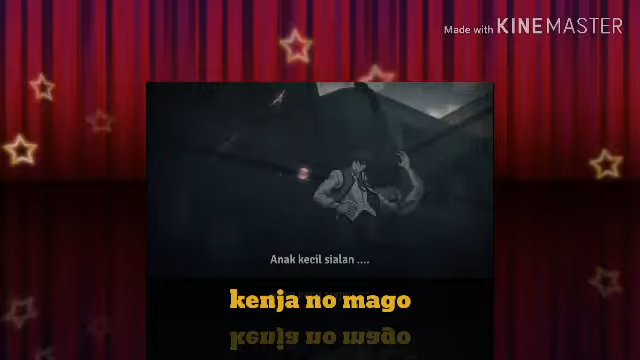 Made with KINEMASTER
Anak kecil sialan ....
kenja no mago